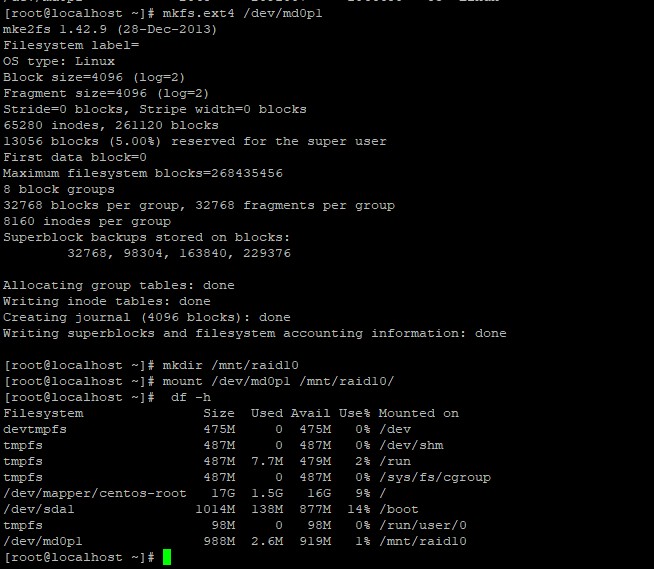 [root@localhost ~]# mkfs.ext4 /dev/md0p1
mke2fs 1.42.9 (28-Dec-2013)
Filesystem label=
OS type: Linux
Block size=4096 (log=2)
Fragment size=4096 (log=2)
Stride=0 blocks, Stripe width=0 blocks
65280 inodes, 261120 blocks
13056 blocks (5.00%) reserved for the super user
First data block=0
Maximum filesystem blocks=268435456
8 block groups
32768 blocks per group, 32768 fragments per group
8160 inodes per group
Superblock backups stored on blocks:
        32768, 98304, 163840, 229376

Allocating group tables: done
Writing inode tables: done
Creating journal (4096 blocks): done
Writing superblocks and filesystem accounting information: done

[root@localhost ~]# mkdir /mnt/raid10
[root@localhost ~]# mount /dev/md0p1 /mnt/raid10/
[root@localhost ~]#  df -h
Filesystem               Size  Used Avail Use% Mounted on
devtmpfs                 475M     0  475M   0% /dev
tmpfs                    487M     0  487M   0% /dev/shm
tmpfs                    487M  7.7M  479M   2% /run
tmpfs                    487M     0  487M   0% /sys/fs/cgroup
/dev/mapper/centos-root   17G  1.5G   16G   9% /
/dev/sda1               1014M  138M  877M  14% /boot
tmpfs                     98M     0   98M   0% /run/user/0
/dev/md0p1               988M  2.6M  919M   1% /mnt/raid10
[root@localhost ~]#